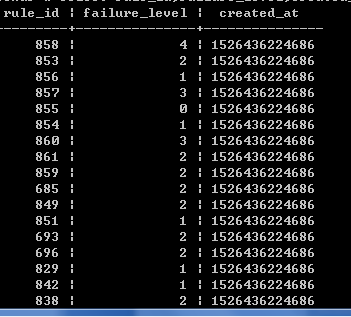 rule_id | failure_level | created_at
--------+---------------+---------------
858 | 4 | 1526436224686
853 | 2 | 1526436224686
856 | 1 | 1526436224686
857 | 3 | 1526436224686
855 | 0 | 1526436224686
854 | 1 | 1526436224686
860 | 3 | 1526436224686
861 | 2 | 1526436224686
859 | 2 | 1526436224686
685 | 2 | 1526436224686
849 | 2 | 1526436224686
851 | 1 | 1526436224686
693 | 2 | 1526436224686
696 | 2 | 1526436224686
829 | 1 | 1526436224686
842 | 1 | 1526436224686
838 | 2 | 1526436224686